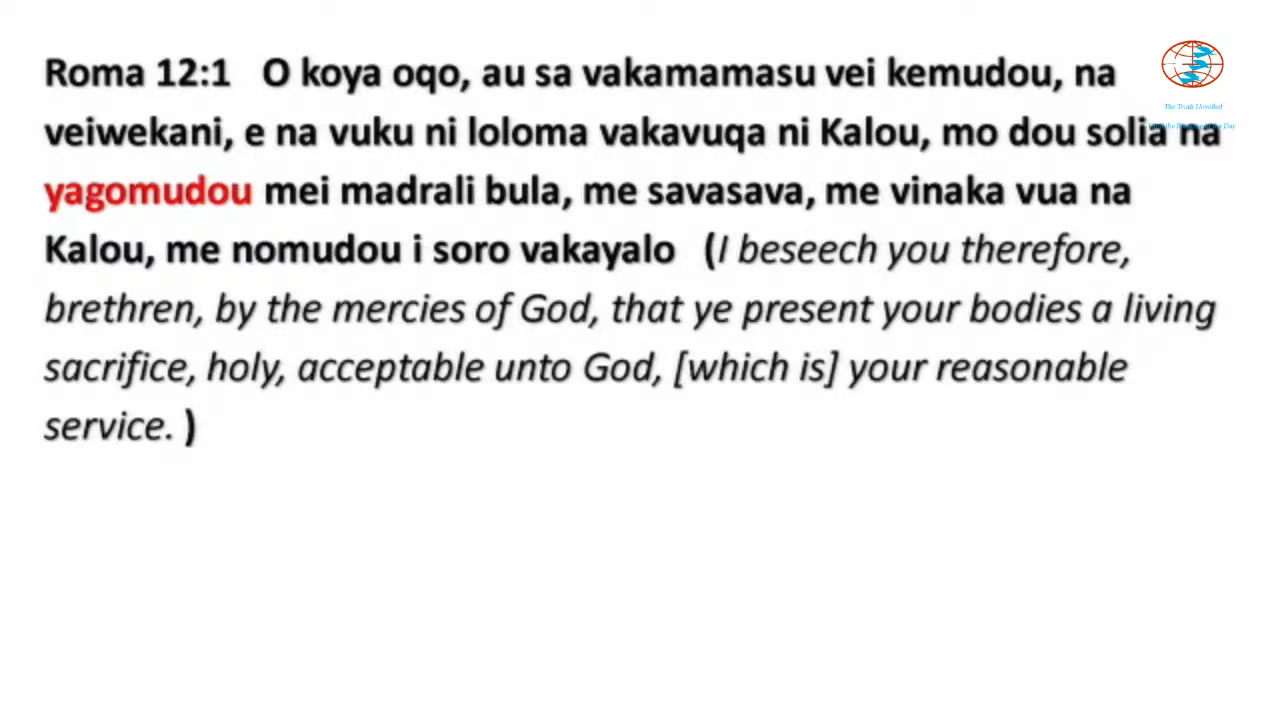 Roma 12:1 O koya oqo, au sa vakamamasu vei kemudou, na
veiwekani, e na vuku ni loloma vakavuqa ni Kalou, mo dou solia na
yagomudou mei madrali bula, me savasava, me vinaka vua na
Kalou, me nomudou i soro vakayalo (I beseech you therefore,
brethren, by the mercies of God, that ye present your bodies a living
sacrifice, holy, acceptable unto God, [which is] your reasonable
service. )
The Truth Unveiled
the Day